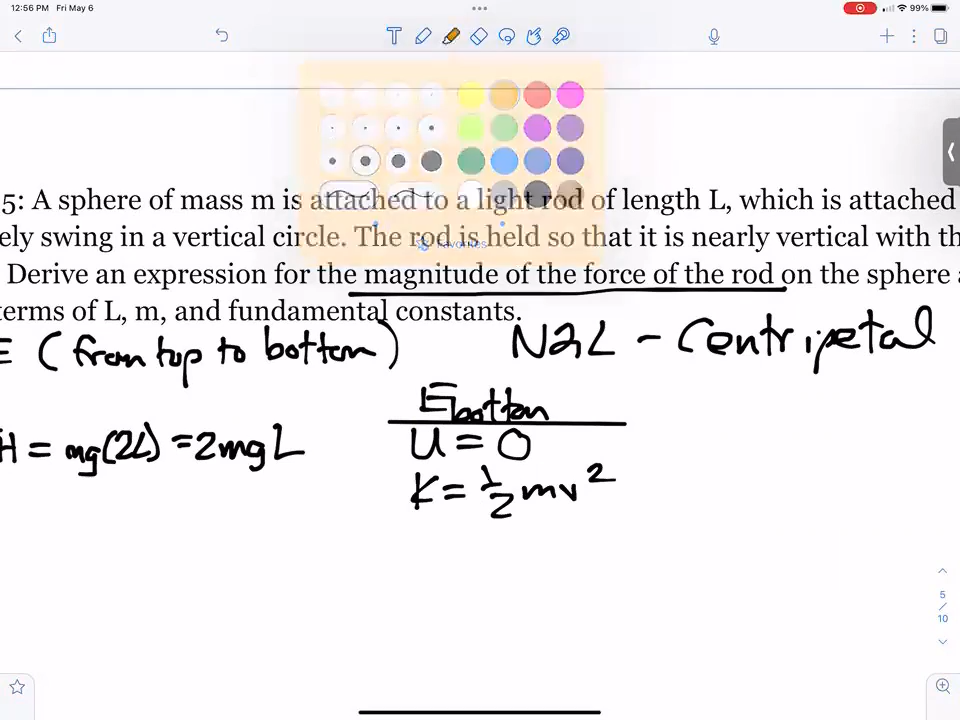 12:56 PM Fri May 6
99%
5: A sphere of mass m is attached to a light rod of length L, which is attached
ely swing in a vertical circle. The rod is held so that it is nearly vertical with th
Favorites
Derive an expression for the magnitude of the force of the rod on the sphere a
terms of L, m, and fundamental constants.
E (from top to bottom) N2L - Centripetal
E bottom
H = mg(2L) = 2mgL U = 0
K = 1/2 mv²
5
/
10